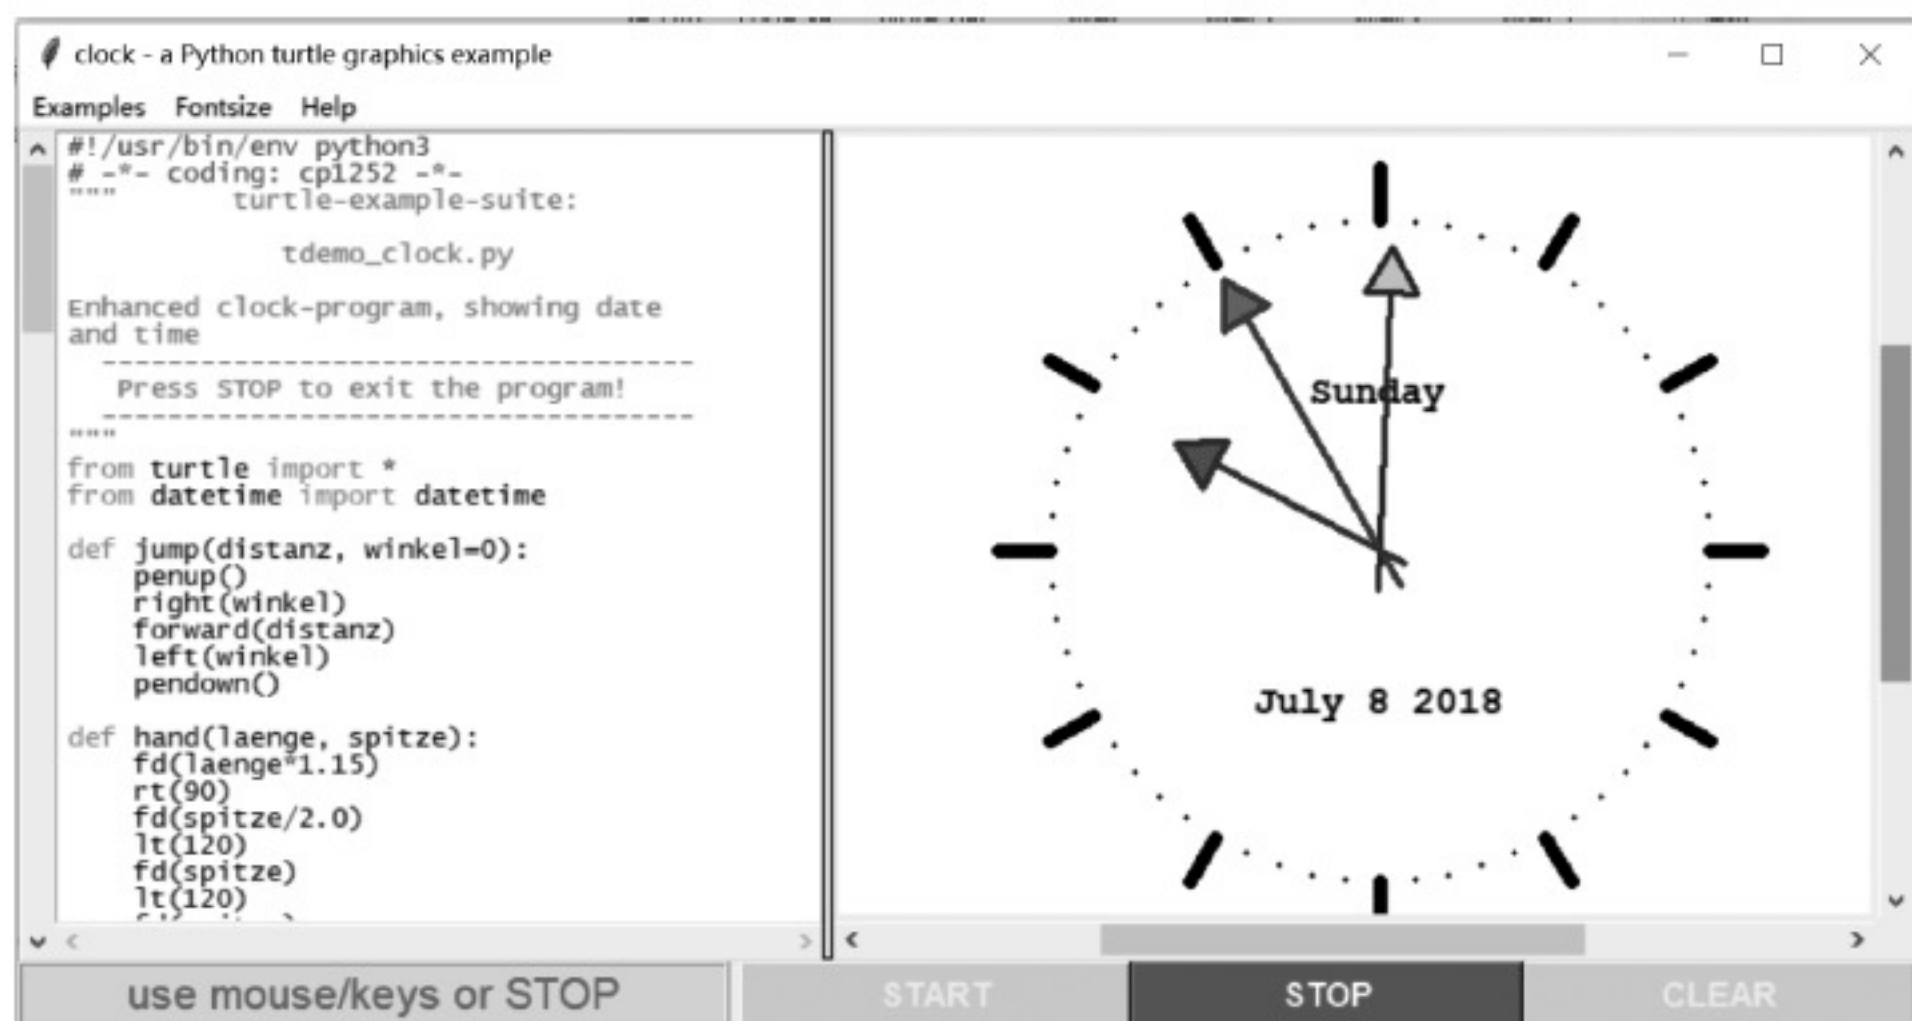 clock - a Python turtle graphics example
Examples Fontsize Help
#!/usr/bin/env python3
# -*- coding: cp1252 -*-
""" turtle-example-suite:
tdemo_clock.py
Enhanced clock-program, showing date
and time
------------------------------------
Press STOP to exit the program!
------------------------------------
"""
from turtle import *
from datetime import datetime
def jump(distanz, winkel=0):
penup()
right(winkel)
forward(distanz)
left(winkel)
pendown()
def hand(laenge, spitze):
fd(laenge*1.15)
rt(90)
fd(spitze/2.0)
lt(120)
fd(spitze)
lt(120)
Sunday
July 8 2018
use mouse/keys or STOP
START
STOP
CLEAR